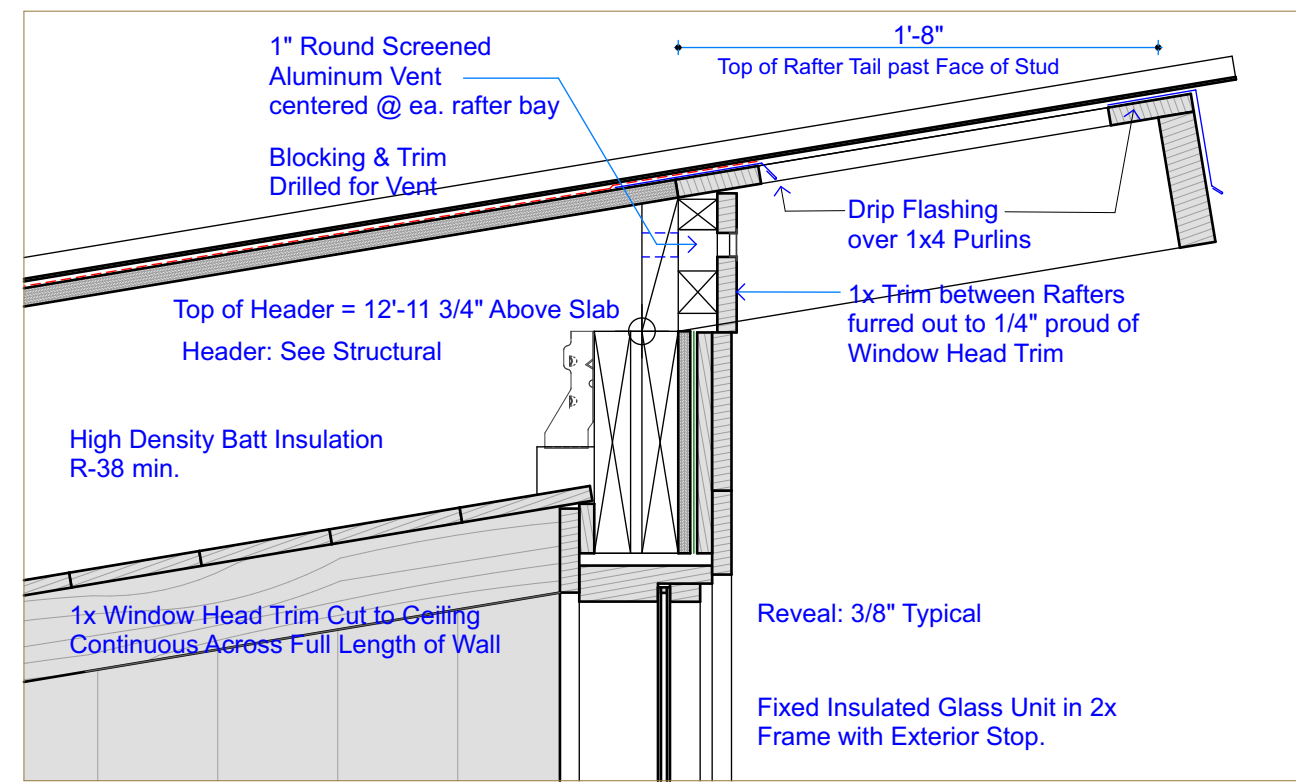 1" Round Screened
Aluminum Vent
centered @ ea. rafter bay
Blocking & Trim
Drilled for Vent
1'-8"
Top of Rafter Tail past Face of Stud
Drip Flashing
over 1x4 Purlins
Top of Header = 12'-11 3/4" Above Slab
Header: See Structural
1x Trim between Rafters
furred out to 1/4" proud of
Window Head Trim
High Density Batt Insulation
R-38 min.
1x Window Head Trim Cut to Ceiling
Continuous Across Full Length of Wall
Reveal: 3/8" Typical
Fixed Insulated Glass Unit in 2x
Frame with Exterior Stop.